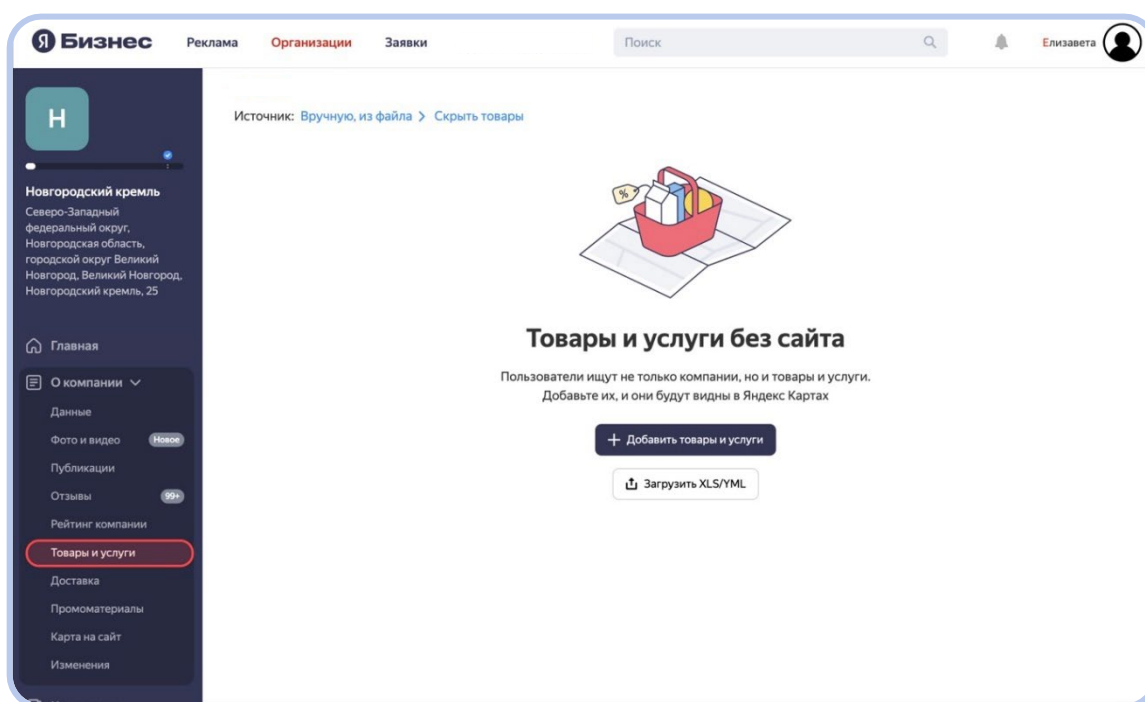 Я Бизнес
Реклама
Организации
Заявки
Поиск
Елизавета
Н
Новгородский кремль
Северо-Западный
федеральный округ,
Новгородская область,
городской округ Великий
Новгород, Великий Новгород,
Новгородский кремль, 25
Главная
О компании
Данные
Фото и видео Новое
Публикации
Отзывы 99+
Рейтинг компании
Товары и услуги
Доставка
Промоматериалы
Карта на сайт
Изменения
Источник: Вручную, из файла > Скрыть товары
%
Товары и услуги без сайта
Пользователи ищут не только компании, но и товары и услуги.
Добавьте их, и они будут видны в Яндекс Картах
+ Добавить товары и услуги
Загрузить XLS/YML